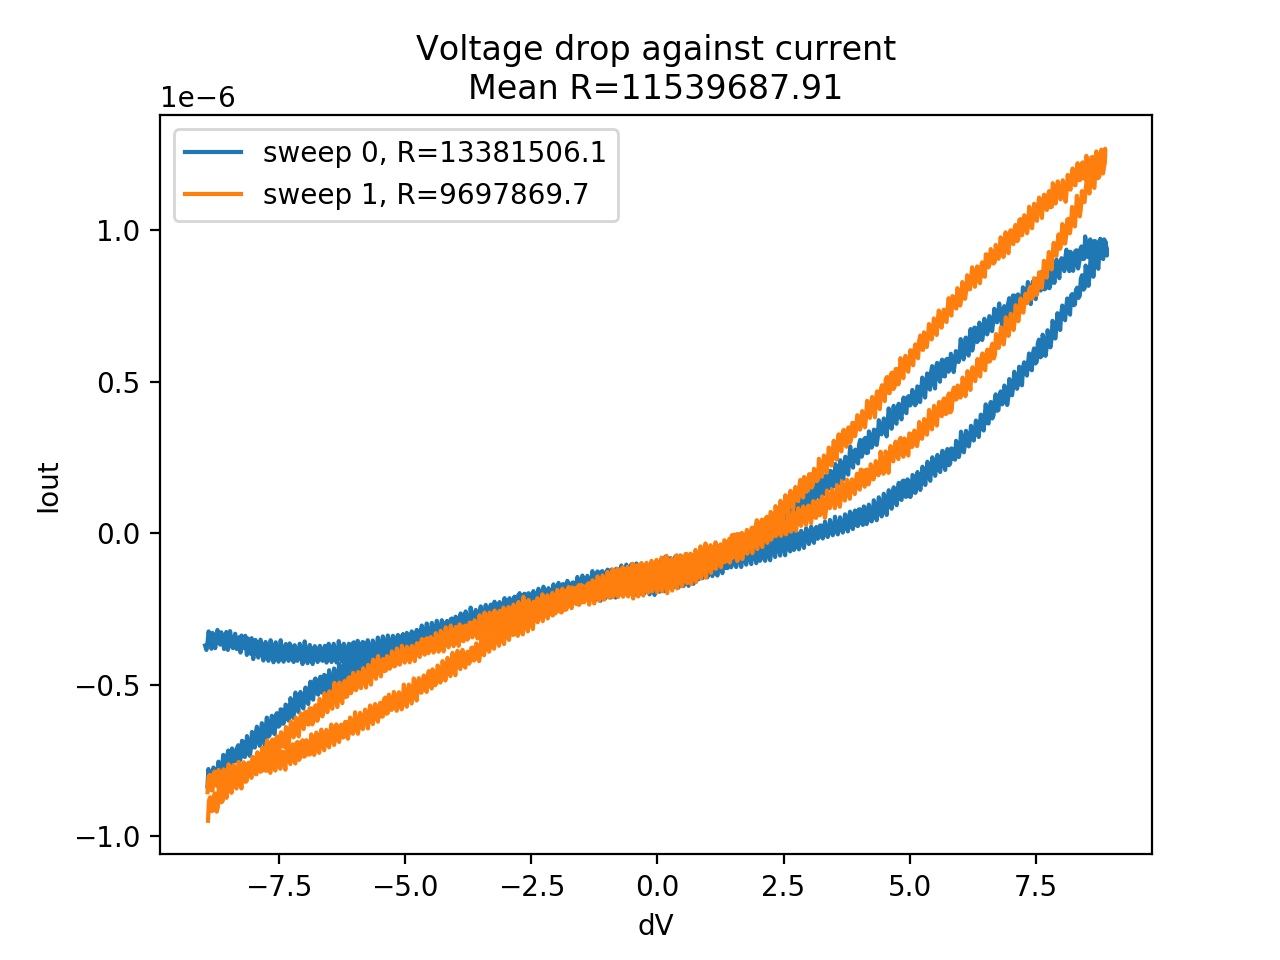 Voltage drop against current
Mean R=11539687.91
1e−6
sweep 0, R=13381506.1
sweep 1, R=9697869.7
1.0
0.5
0.0
−0.5
−1.0
Iout
−7.5 −5.0 −2.5 0.0 2.5 5.0 7.5
dV